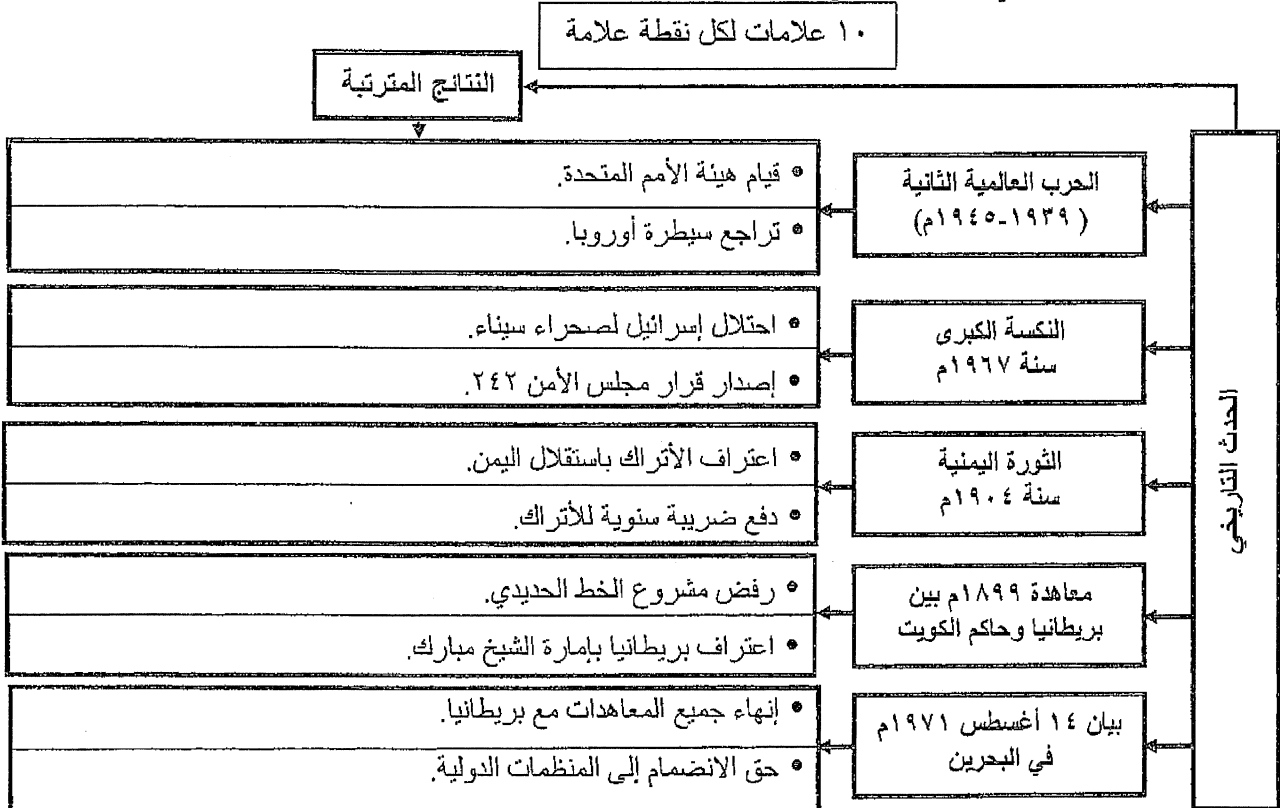 ١٠ علامات لكل نقطة علامة
النتائج المترتبة
الحدث التاريخي
الحرب العالمية الثانية
(١٩٣٩-١٩٤٥م)
• قيام هيئة الأمم المتحدة.
• تراجع سيطرة أوروبا.
النكسة الكبرى
سنة ١٩٦٧م
• احتلال إسرائيل لصحراء سيناء.
• إصدار قرار مجلس الأمن ٢٤٢.
الثورة اليمنية
سنة ١٩٠٤م
• اعتراف الأتراك باستقلال اليمن.
• دفع ضريبة سنوية للأتراك.
معاهدة ١٨٩٩م بين
بريطانيا وحاكم الكويت
• رفض مشروع الخط الحديدي.
• اعتراف بريطانيا بإمارة الشيخ مبارك.
بيان ١٤ أغسطس ١٩٧١م
في البحرين
• إنهاء جميع المعاهدات مع بريطانيا.
• حق الانضمام إلى المنظمات الدولية.